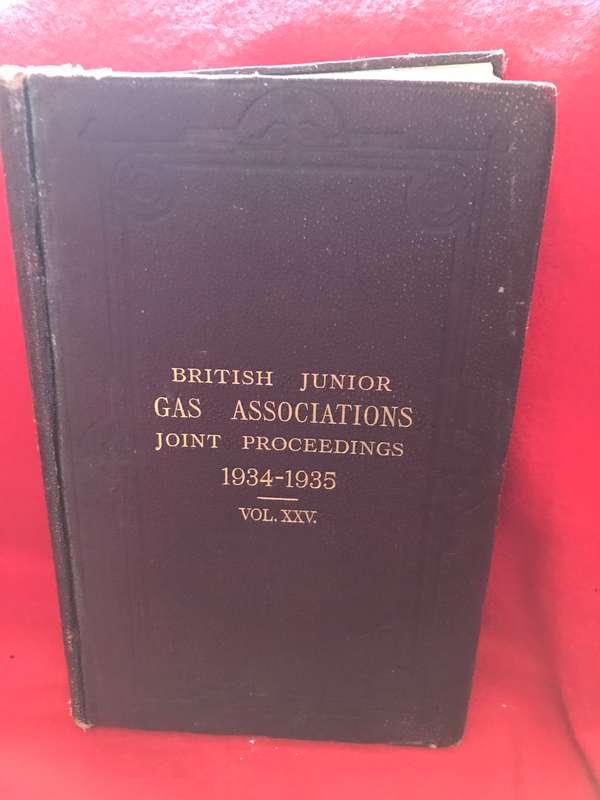 BRITISH JUNIOR
GAS ASSOCIATIONS
JOINT PROCEEDINGS
1934-1935
VOL. XXV.